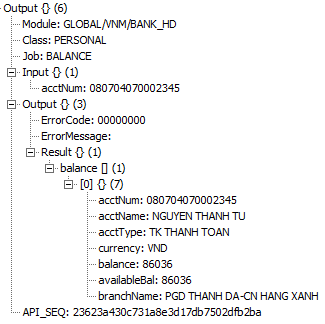 Output {} (6)
Module: GLOBAL/VNM/BANK_HD
Class: PERSONAL
Job: BALANCE
Input {} (1)
acctNum: 080704070002345
Output {} (3)
ErrorCode: 00000000
ErrorMessage:
Result {} (1)
balance [] (1)
[0] {} (7)
acctNum: 080704070002345
acctName: NGUYEN THANH TU
acctType: TK THANH TOAN
currency: VND
balance: 86036
availableBal: 86036
branchName: PGD THANH DA-CN HANG XANH
API_SEQ: 23623a430c731a8e3d17db7502dfb2ba